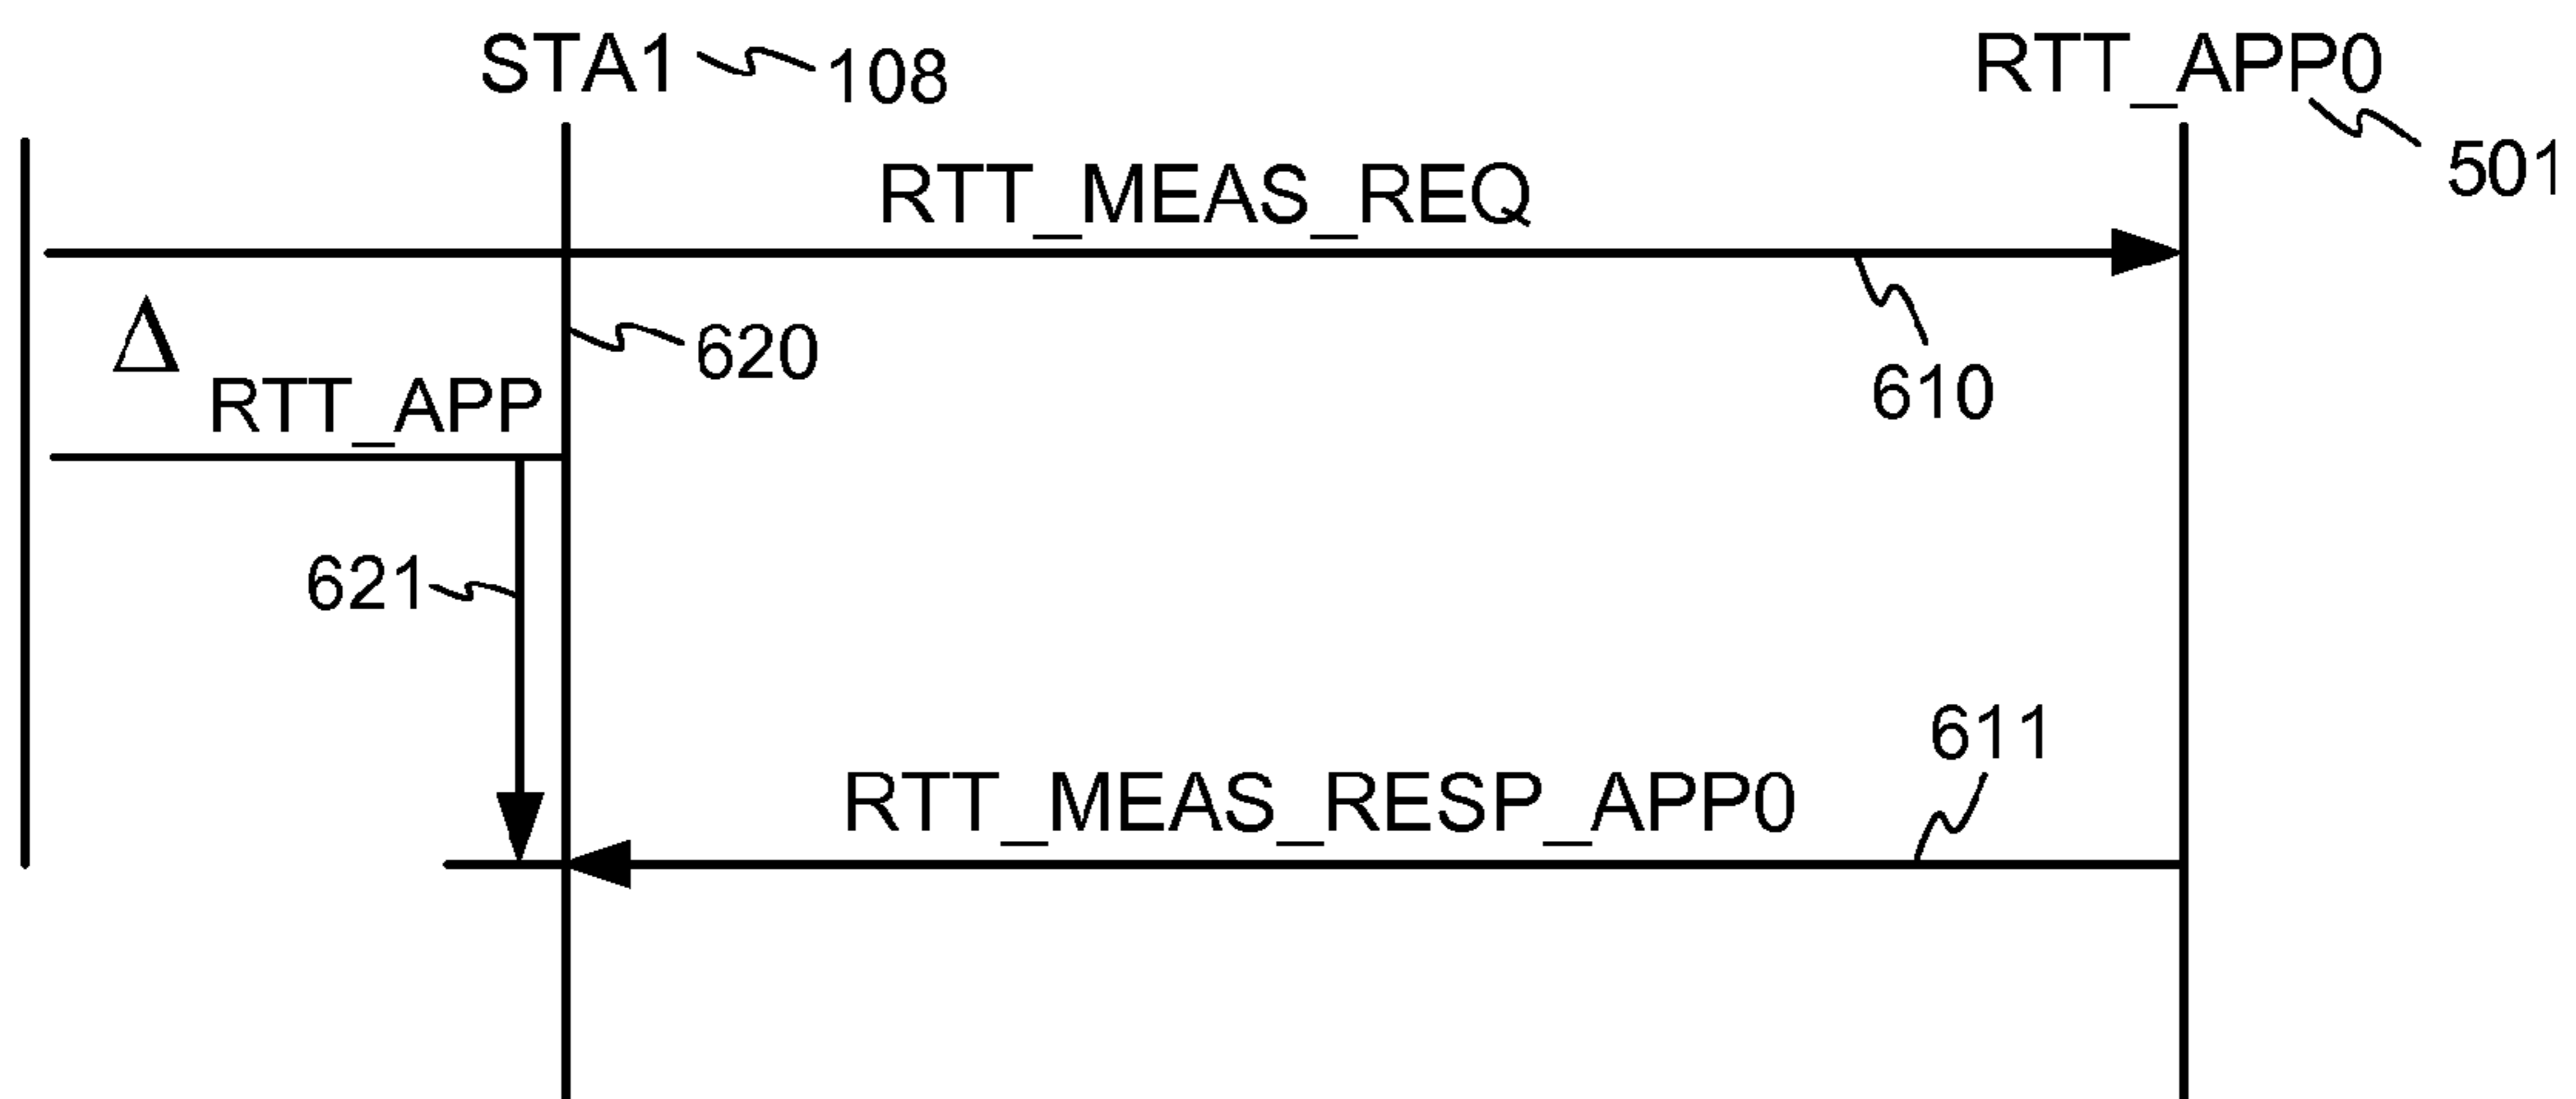 STA1 108
RTT_APP0
501
RTT_MEAS_REQ
Δ
620
610
RTT_APP
621
611
RTT_MEAS_RESP_APP0